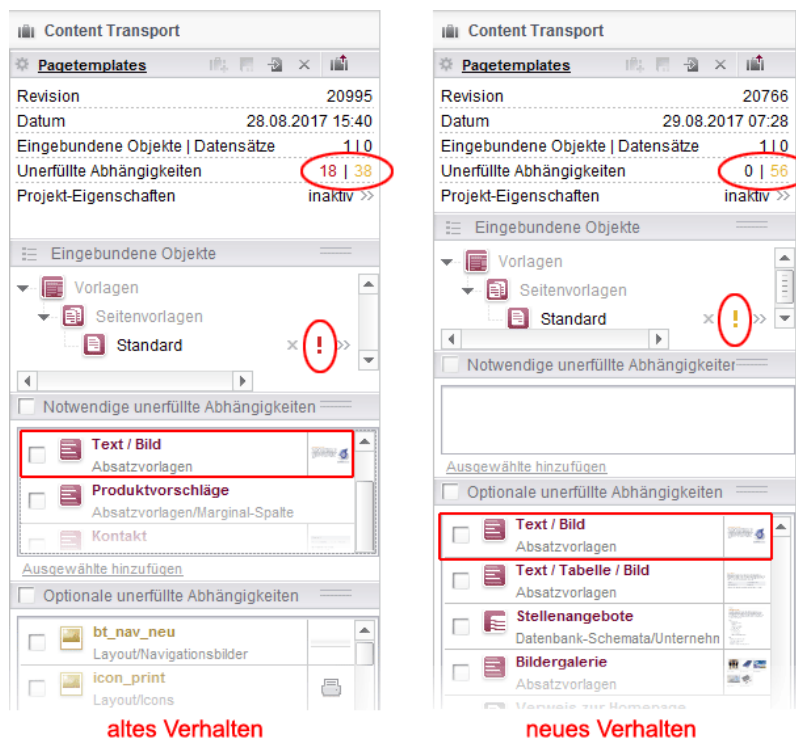 Content Transport
Pagetemplates
Revision 20995
Datum 28.08.2017 15:40
Eingebundene Objekte | Datensätze 1 | 0
Unerfüllte Abhängigkeiten 18 | 38
Projekt-Eigenschaften inaktiv >>
Eingebundene Objekte
Vorlagen
Seitenvorlagen
Standard × ! >>
Notwendige unerfüllte Abhängigkeiten
Text / Bild
Absatzvorlagen
Produktvorschläge
Absatzvorlagen/Marginal-Spalte
Kontakt
Ausgewählte hinzufügen
Optionale unerfüllte Abhängigkeiten
bt_nav_neu
Layout/Navigationsbilder
icon_print
Layout/Icons
altes Verhalten
Content Transport
Pagetemplates
Revision 20766
Datum 29.08.2017 07:28
Eingebundene Objekte | Datensätze 1 | 0
Unerfüllte Abhängigkeiten 0 | 56
Projekt-Eigenschaften inaktiv >>
Eingebundene Objekte
Vorlagen
Seitenvorlagen
Standard × ! >>
Notwendige unerfüllte Abhängigkeiter
Ausgewählte hinzufügen
Optionale unerfüllte Abhängigkeiten
Text / Bild
Absatzvorlagen
Text / Tabelle / Bild
Absatzvorlagen
Stellenangebote
Datenbank-Schemata/Unternehn
Bildergalerie
Absatzvorlagen
Verweis zur Homepage
neues Verhalten